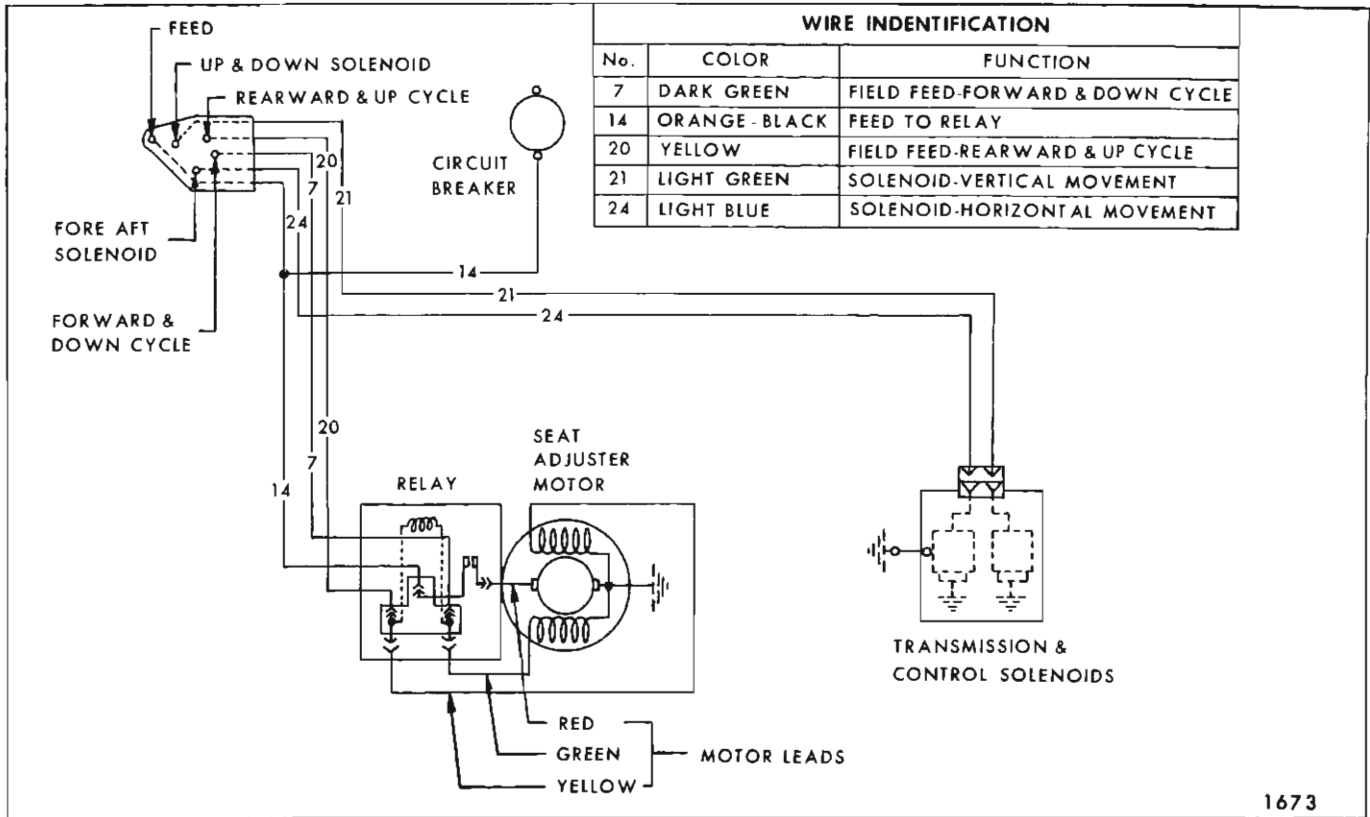 FEED
UP & DOWN SOLENOID
REARWARD & UP CYCLE
FORE AFT
SOLENOID
FORWARD &
DOWN CYCLE
20
7
21
24
CIRCUIT
BREAKER
WIRE INDENTIFICATION
No. COLOR FUNCTION
7 DARK GREEN FIELD FEED-FORWARD & DOWN CYCLE
14 ORANGE-BLACK FEED TO RELAY
20 YELLOW FIELD FEED-REARWARD & UP CYCLE
21 LIGHT GREEN SOLENOID-VERTICAL MOVEMENT
24 LIGHT BLUE SOLENOID-HORIZONTAL MOVEMENT
14
21
24
20
7
14
RELAY
SEAT
ADJUSTER
MOTOR
TRANSMISSION &
CONTROL SOLENOIDS
RED
GREEN
YELLOW
MOTOR LEADS
1673